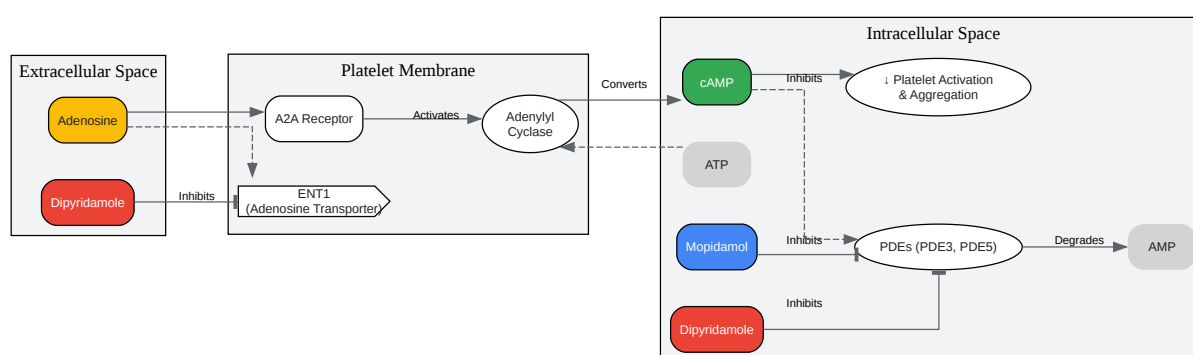 Extracellular Space
Adenosine
Dipyridamole
Inhibits
Platelet Membrane
A2A Receptor
Activates
Adenylyl
Cyclase
ENT1
(Adenosine Transporter)
Converts
Intracellular Space
cAMP
Inhibits
↓ Platelet Activation
& Aggregation
ATP
Mopidamol
Inhibits
PDEs (PDE3, PDE5)
Degrades
AMP
Dipyridamole
Inhibits